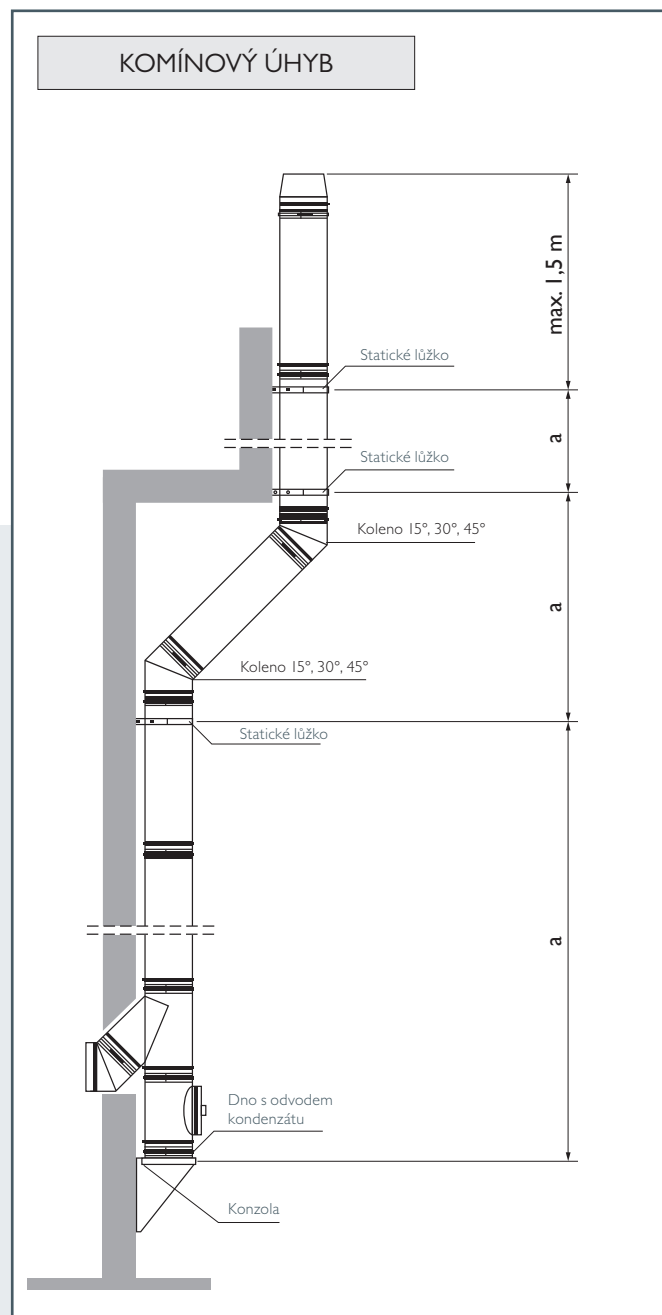 KOMÍNOVÝ ÚHYB
max. 1,5 m
Statické lůžko
a
Statické lůžko
Koleno 15°, 30°, 45°
a
Koleno 15°, 30°, 45°
Statické lůžko
a
Dno s odvodem
kondenzátu
Konzola